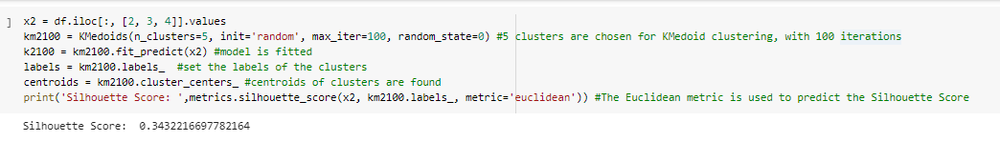 ] x2 = df.iloc[:, [2, 3, 4]].values
km2100 = KMedoids(n_clusters=5, init='random', max_iter=100, random_state=0) #5 clusters are chosen for KMedoid clustering, with 100 iterations
k2100 = km2100.fit_predict(x2) #model is fitted
labels = km2100.labels_  #set the labels of the clusters
centroids = km2100.cluster_centers_ #centroids of clusters are found
print('Silhouette Score: ',metrics.silhouette_score(x2, km2100.labels_, metric='euclidean')) #The Euclidean metric is used to predict the Silhouette Score
Silhouette Score:  0.3432216697782164